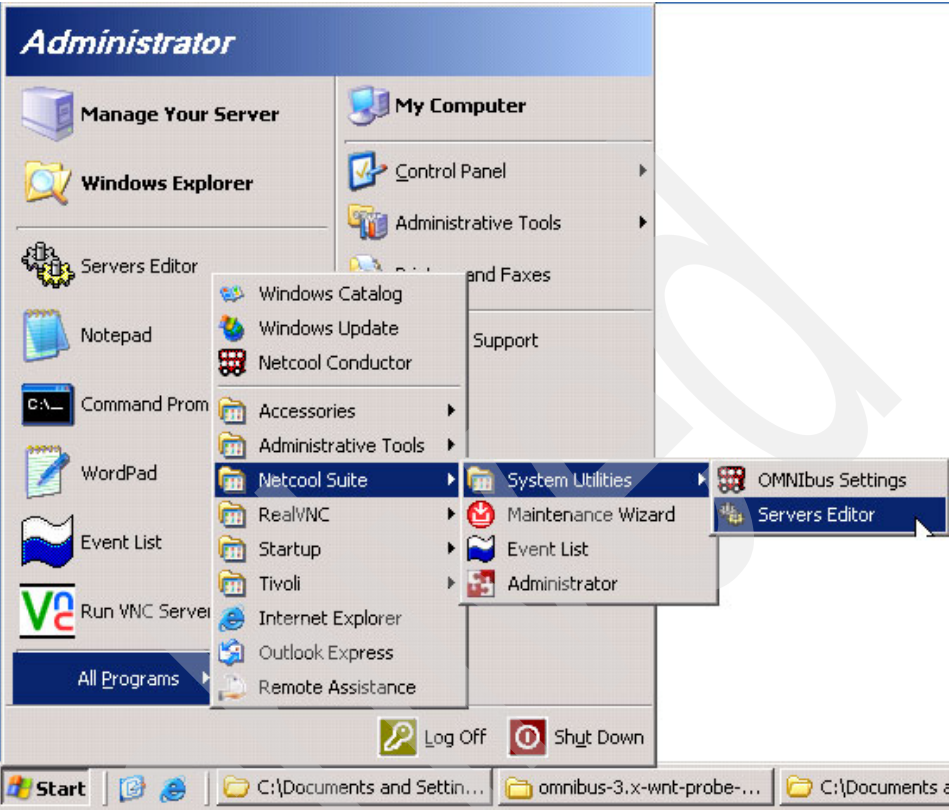 Administrator
Manage Your Server
My Computer
Windows Explorer
Control Panel
Administrative Tools
Servers Editor
and Faxes
Notepad
Support
Command Prom
WordPad
Event List
Run VNC Server
All Programs
Windows Catalog
Windows Update
Netcool Conductor
Accessories
Administrative Tools
Netcool Suite
RealVNC
Startup
Tivoli
Internet Explorer
Outlook Express
Remote Assistance
System Utilities
Maintenance Wizard
Event List
Administrator
OMNIbus Settings
Servers Editor
Log Off
Shut Down
Start
C:\Documents and Settin...
omnibus-3.x-wnt-probe-...
C:\Documents a